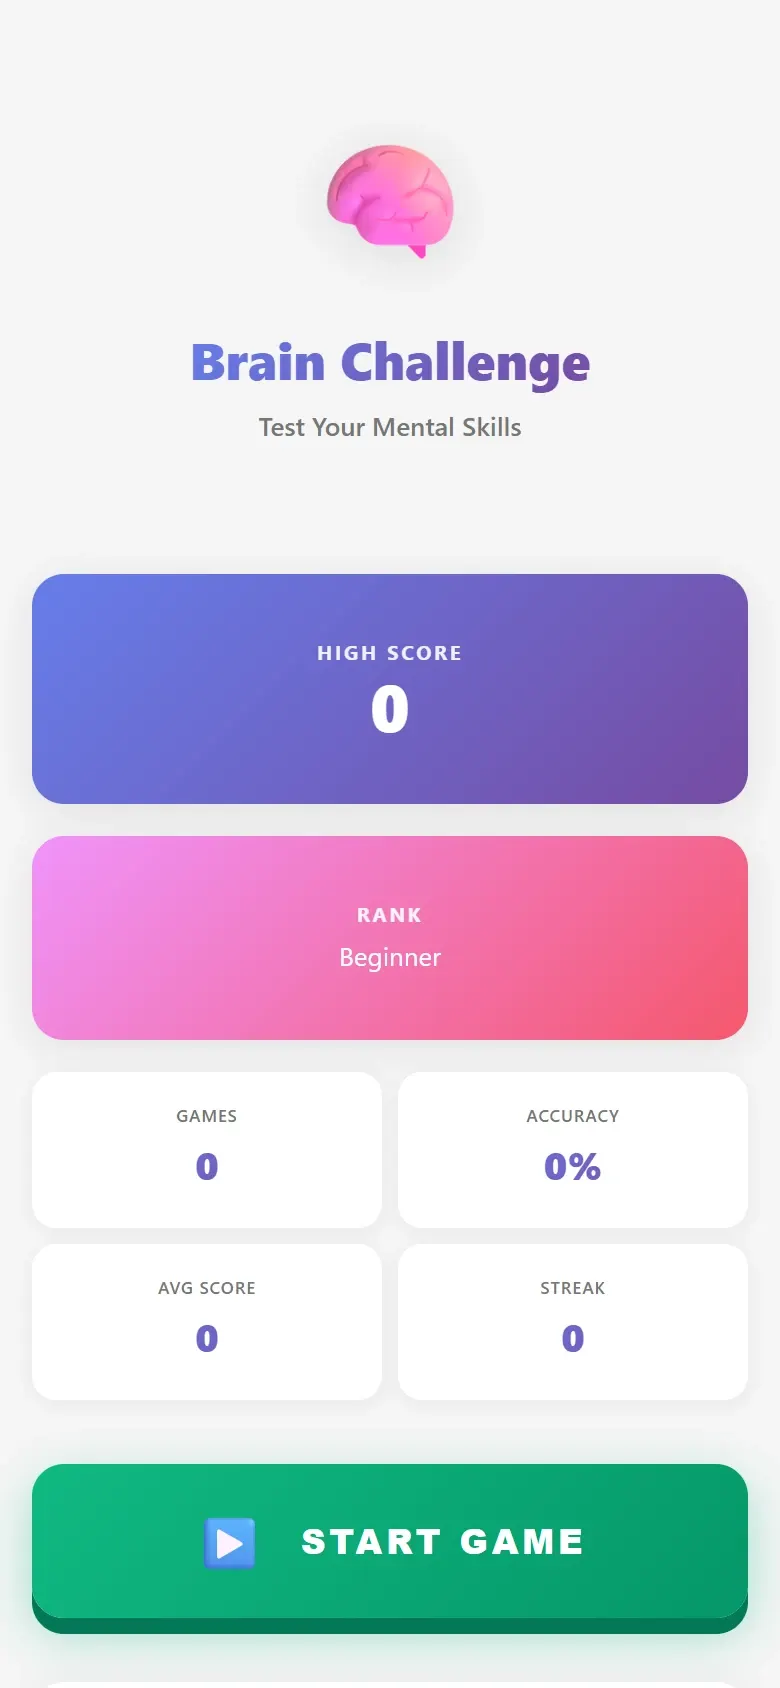 Brain Challenge
Test Your Mental Skills
HIGH SCORE
0
RANK
Beginner
GAMES
0
ACCURACY
0%
AVG SCORE
0
STREAK
0
START GAME